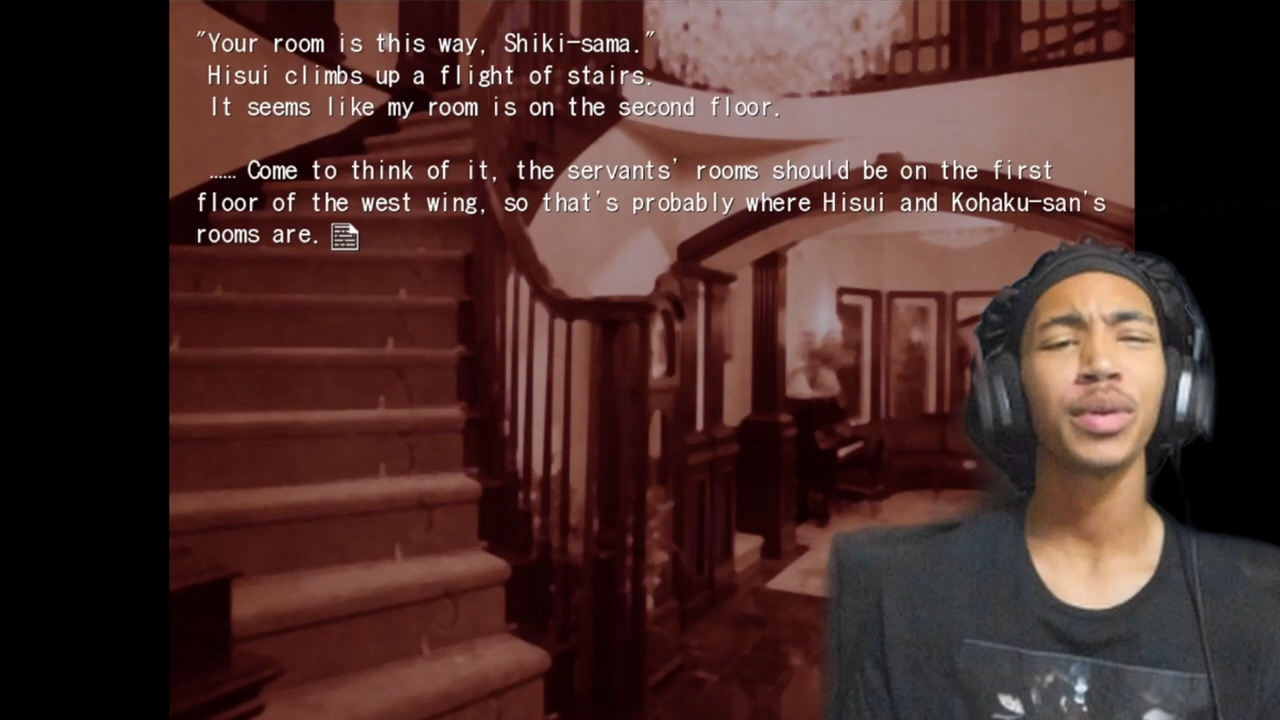 "Your room is this way, Shiki-sama."
Hisui climbs up a flight of stairs.
It seems like my room is on the second floor.
…… Come to think of it, the servants' rooms should be on the first
floor of the west wing, so that's probably where Hisui and Kohaku-san's
rooms are.